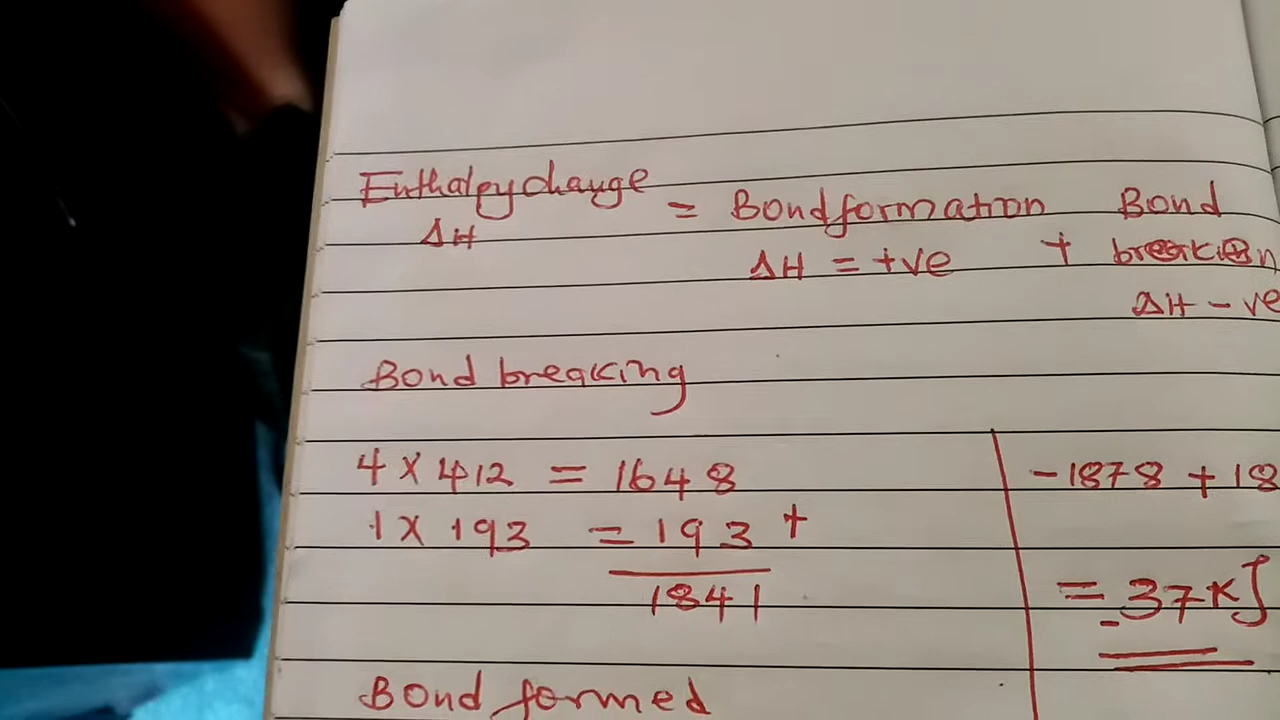 Enthalpy change = Bond formation Bond
ΔH ΔH = +ve + breaking
ΔH - ve
Bond breaking
4 × 412 = 1648
1 × 193 = 193 +
1841
-1878 + 18
= -37 KJ
Bond formed